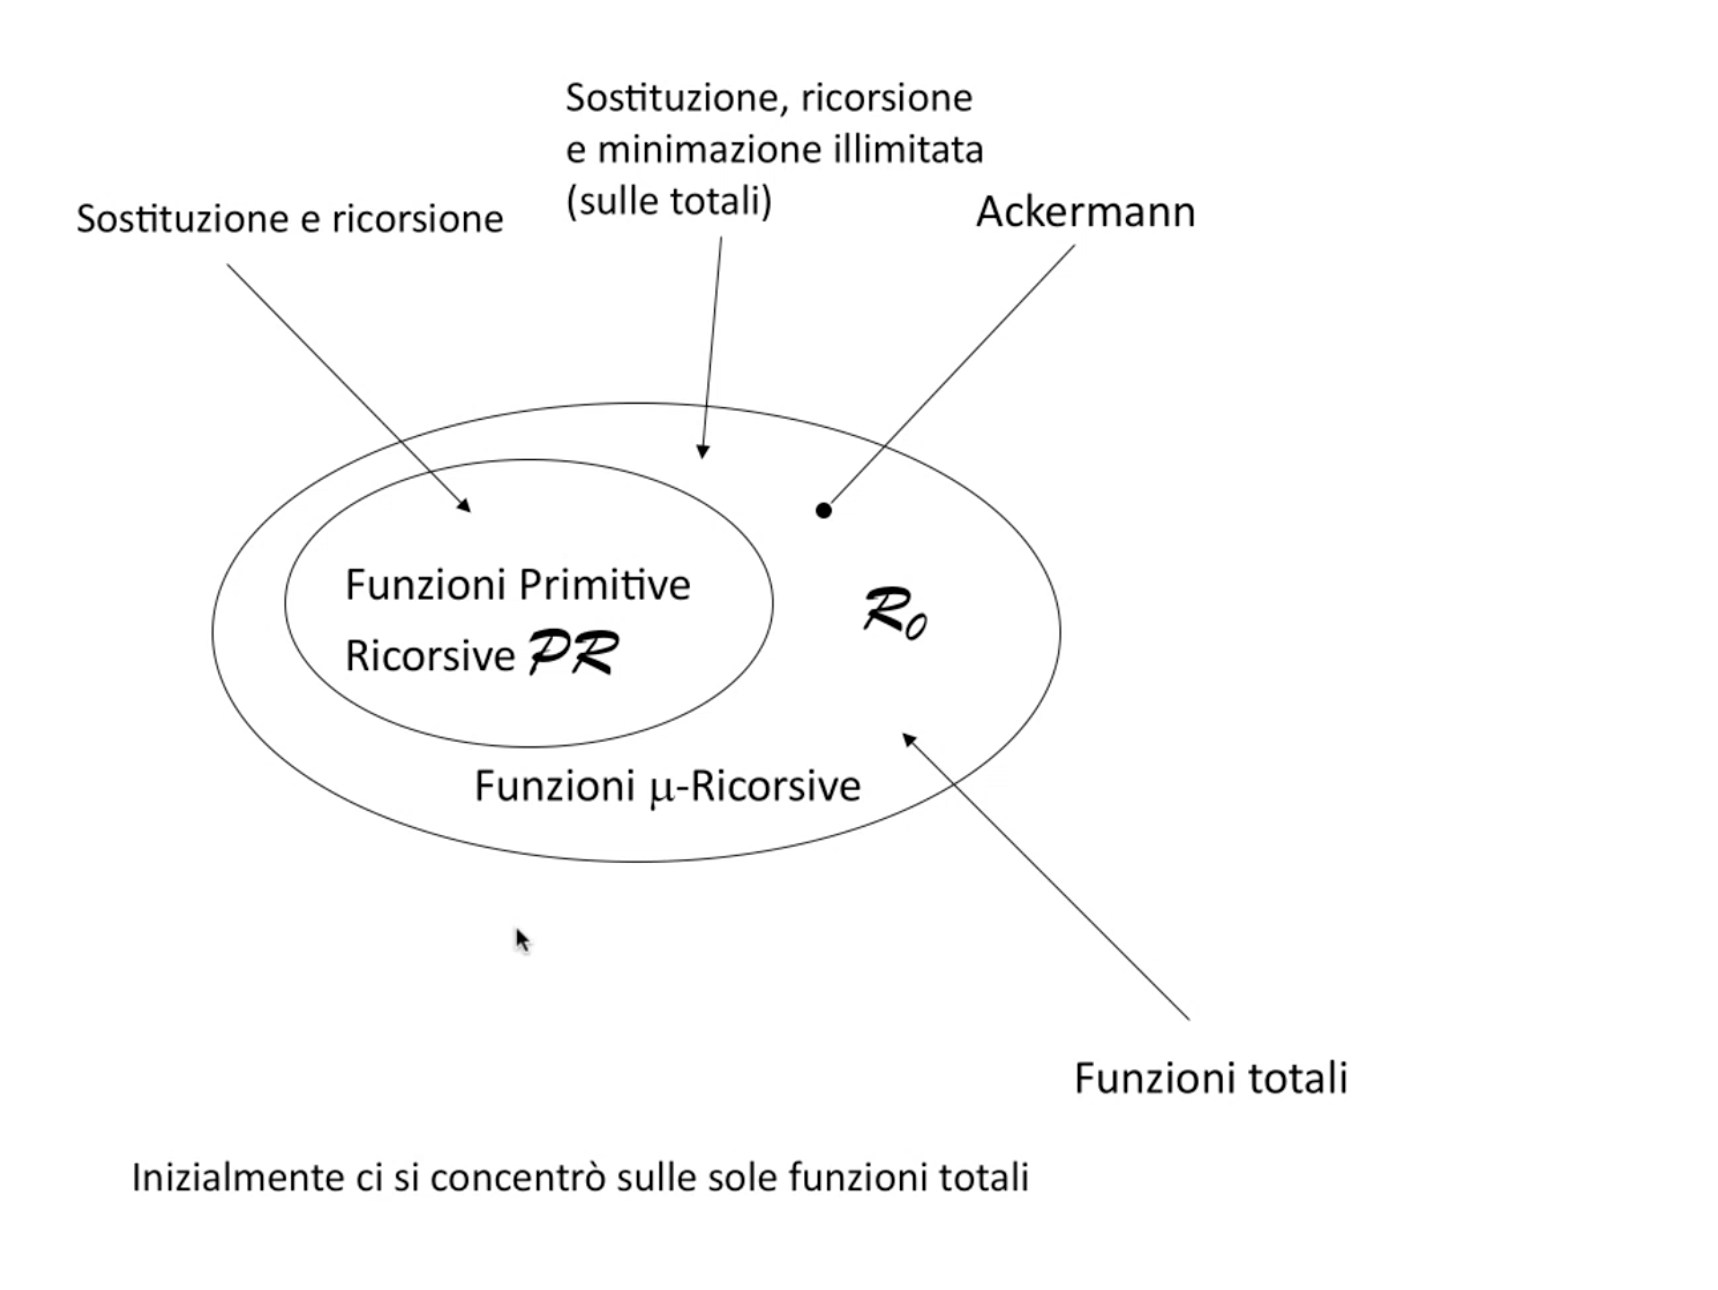 Sostituzione, ricorsione
e minimazione illimitata
(sulle totali)
Sostituzione e ricorsione
Ackermann
Funzioni Primitive
Ricorsive PR
R0
Funzioni μ-Ricorsive
Funzioni totali
Inizialmente ci si concentrò sulle sole funzioni totali